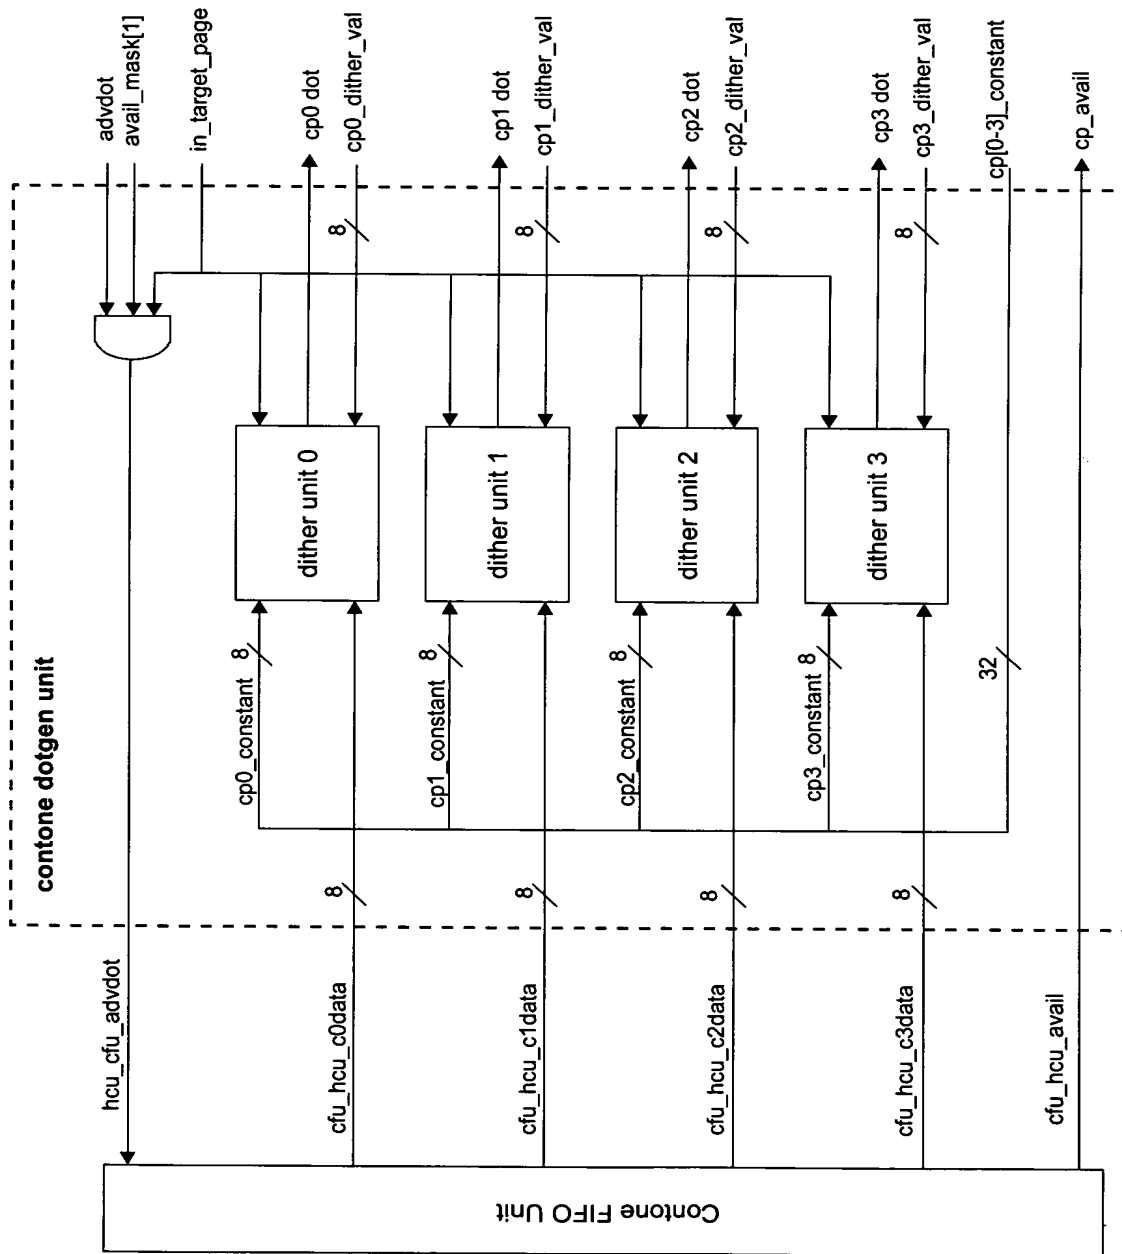 contone dotgen unit
advdot
avail_mask[1]
in_target_page
cp0 dot
cp0_dither_val
cp1 dot
cp1_dither_val
cp2 dot
cp2_dither_val
cp3 dot
cp3_dither_val
cp[0-3]_constant
cp_avail
8
8
8
8
dither unit 0
dither unit 1
dither unit 2
dither unit 3
cp0_constant
8
cp1_constant
8
cp2_constant
8
cp3_constant
8
32
8
8
8
8
hcu_cfu_advdot
cfu_hcu_c0data
cfu_hcu_c1data
cfu_hcu_c2data
cfu_hcu_c3data
cfu_hcu_avail
Contone FIFO Unit